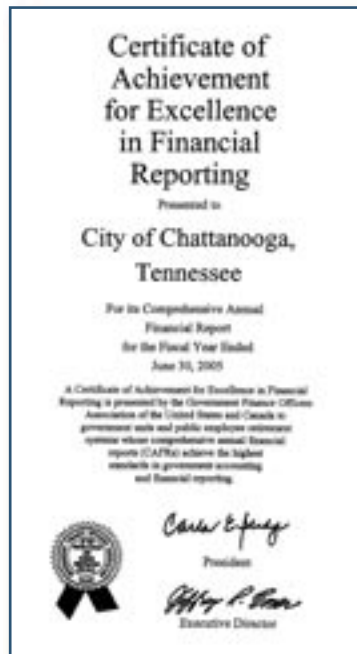 Certificate of
Achievement
for Excellence
in Financial
Reporting
Presented to
City of Chattanooga,
Tennessee
For its Comprehensive Annual
Financial Report
for the Fiscal Year Ended
June 30, 2005
A Certificate of Achievement for Excellence in Financial
Reporting is presented by the Government Finance Officers
Association of the United States and Canada to
government units and public employee retirement
systems whose comprehensive annual financial
reports (CAFRs) achieve the highest
standards in government accounting
and financial reporting.
President
Executive Director